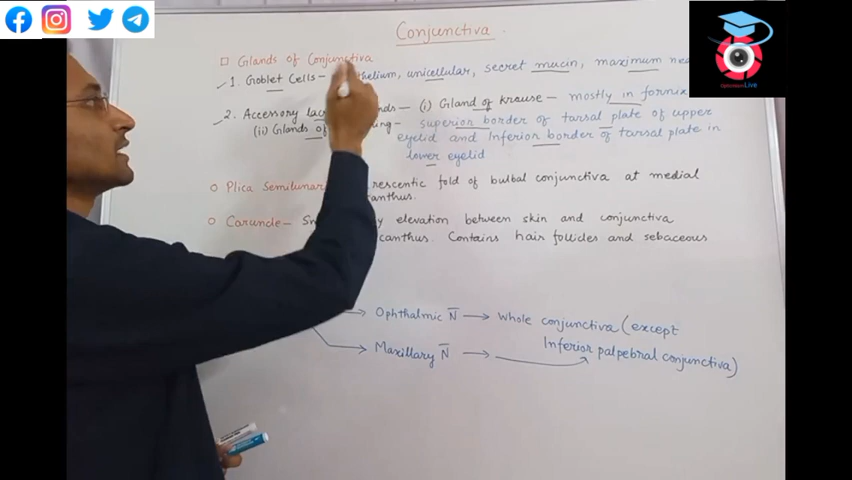 Conjunctiva
□ Glands of Conjunctiva
1. Goblet Cells - helium, unicellular, secret mucin, maximum
2. Accessory - (i) Gland of krause - mostly in fornix
(ii) Glands of - superior border of tarsal plate of upper
eyelid and Inferior border of tarsal plate in
lower eyelid
○ Plica Semilunar rescentic fold of bulbal conjunctiva at medial
canthus.
○ Caruncle - elevation between skin and conjunctiva
canthus. Contains hair follicles and sebaceous
Ophthalmic N̅ → whole conjunctiva (except
Inferior palpebral conjunctiva)
Maxillary N̅ →